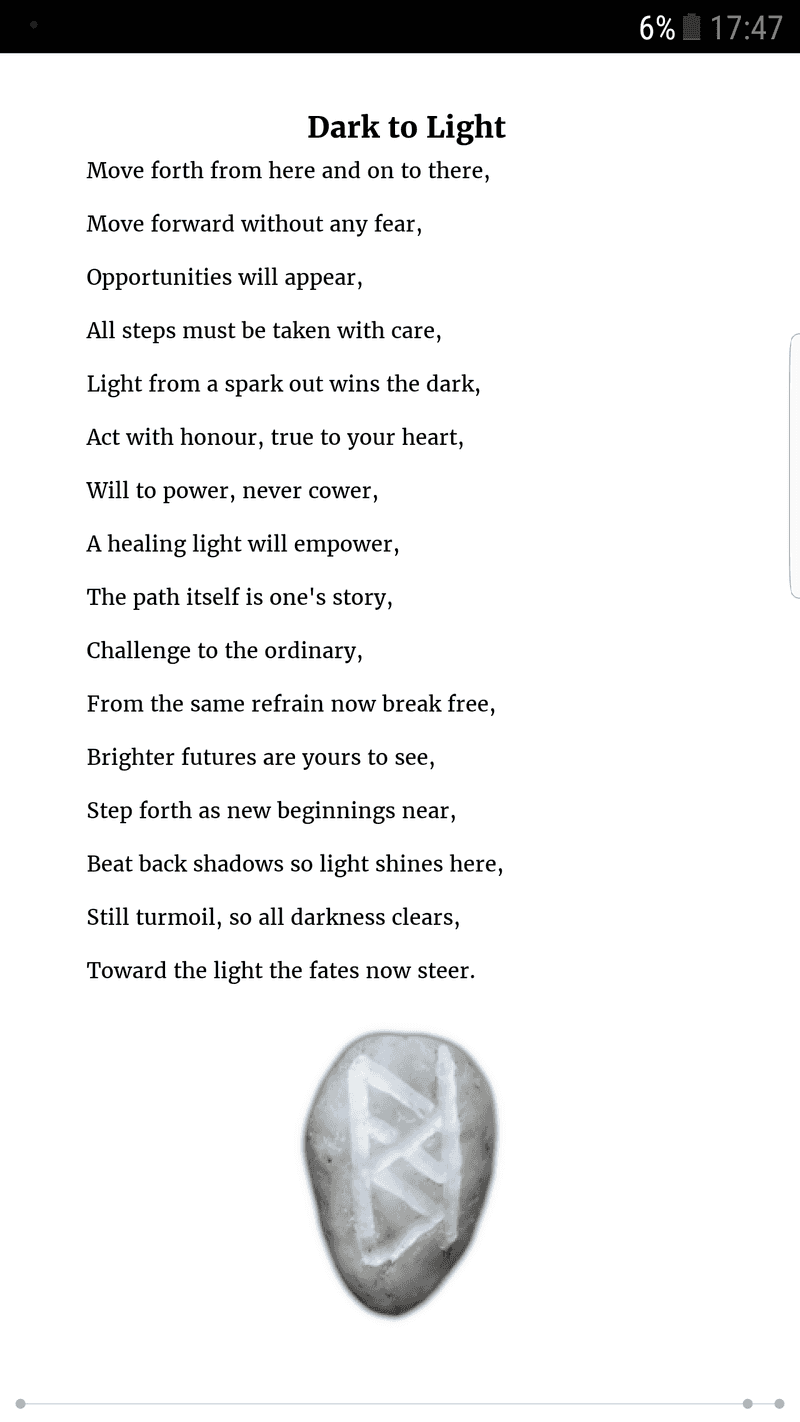 6% 17:47
Dark to Light
Move forth from here and on to there,
Move forward without any fear,
Opportunities will appear,
All steps must be taken with care,
Light from a spark out wins the dark,
Act with honour, true to your heart,
Will to power, never cower,
A healing light will empower,
The path itself is one's story,
Challenge to the ordinary,
From the same refrain now break free,
Brighter futures are yours to see,
Step forth as new beginnings near,
Beat back shadows so light shines here,
Still turmoil, so all darkness clears,
Toward the light the fates now steer.